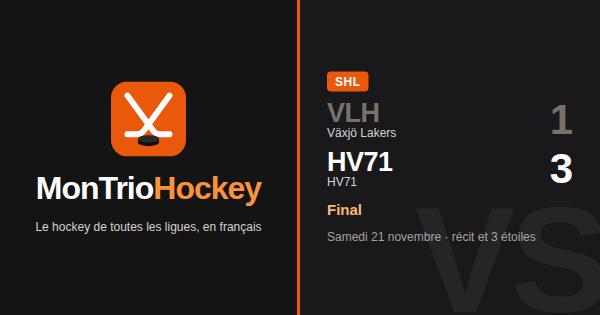 MonTrioHockey
Le hockey de toutes les ligues, en français
SHL
VLH 1
Växjö Lakers
HV71 3
HV71
Final
Samedi 21 novembre · récit et 3 étoiles
VS